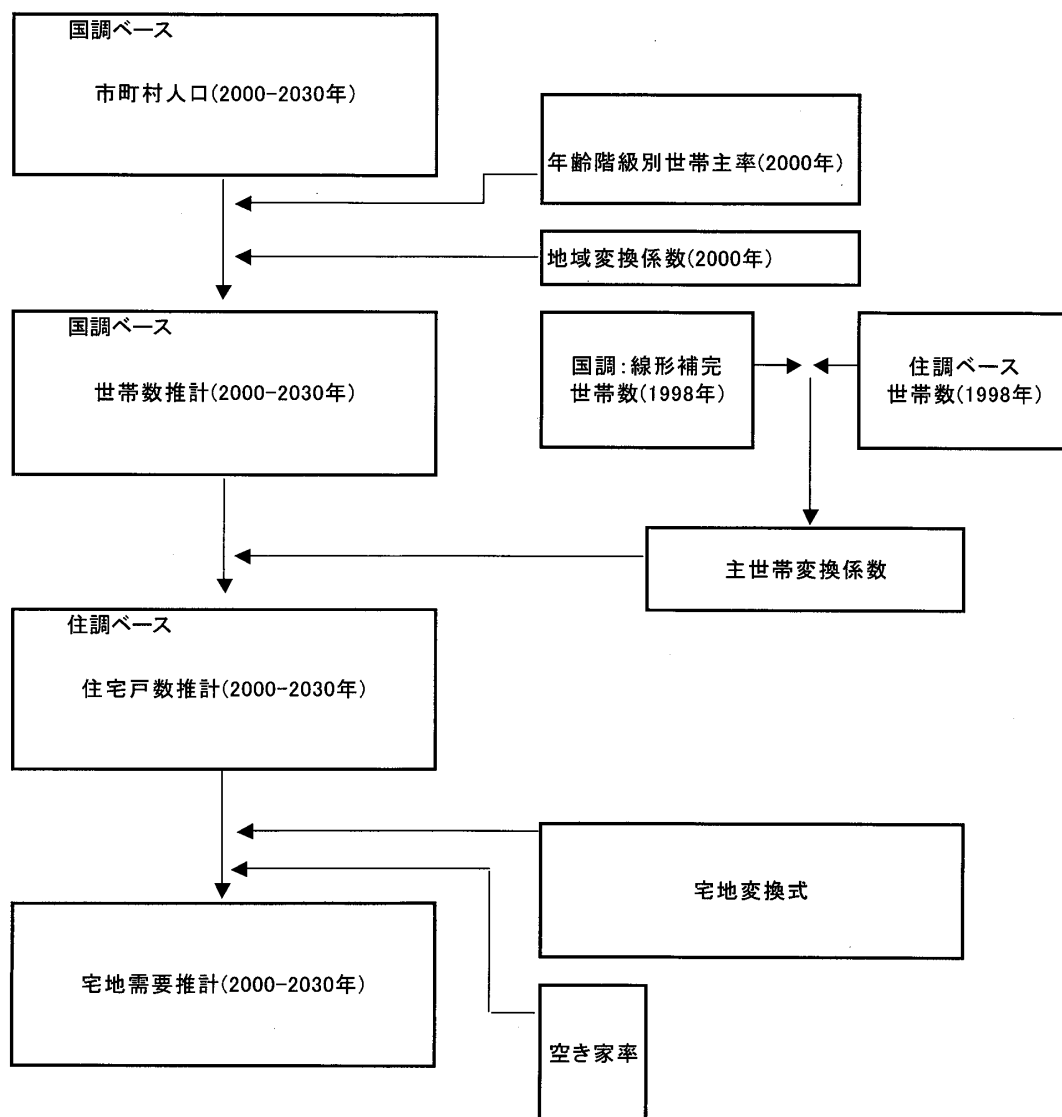 国調ベース
市町村人口(2000-2030年)
年齢階級別世帯主率(2000年)
地域変換係数(2000年)
国調ベース
世帯数推計(2000-2030年)
国調:線形補完
世帯数(1998年)
住調ベース
世帯数(1998年)
主世帯変換係数
住調ベース
住宅戸数推計(2000-2030年)
宅地変換式
宅地需要推計(2000-2030年)
空き家率